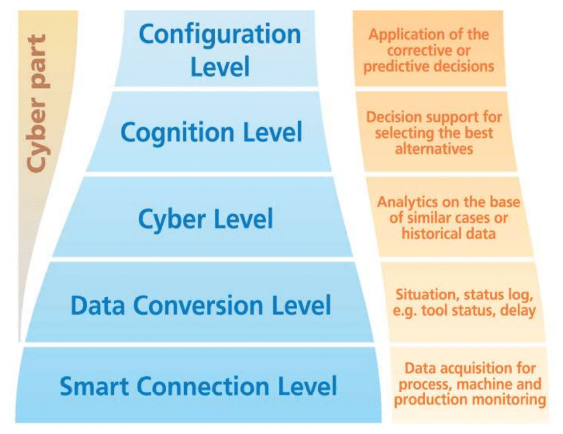 Cyber part
Configuration
Level
Application of the
corrective or
predictive decisions
Cognition Level
Decision support for
selecting the best
alternatives
Cyber Level
Analytics on the base
of similar cases or
historical data
Data Conversion Level
Situation, status log,
e.g. tool status, delay
Smart Connection Level
Data acquisition for
process, machine and
production monitoring